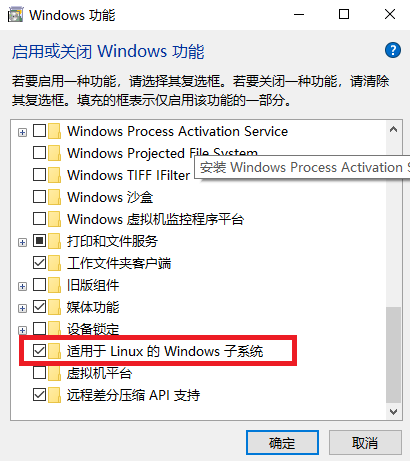 Windows 功能
启用或关闭 Windows 功能
若要启用一种功能，请选择其复选框。若要关闭一种功能，请清除
其复选框。填充的框表示仅启用该功能的一部分。
Windows Process Activation Service
Windows Projected File System
安装 Windows Process Activation S
Windows TIFF IFilter
Windows 沙盒
Windows 虚拟机监控程序平台
打印和文件服务
工作文件夹客户端
旧版组件
媒体功能
设备锁定
适用于 Linux 的 Windows 子系统
虚拟机平台
远程差分压缩 API 支持
确定
取消